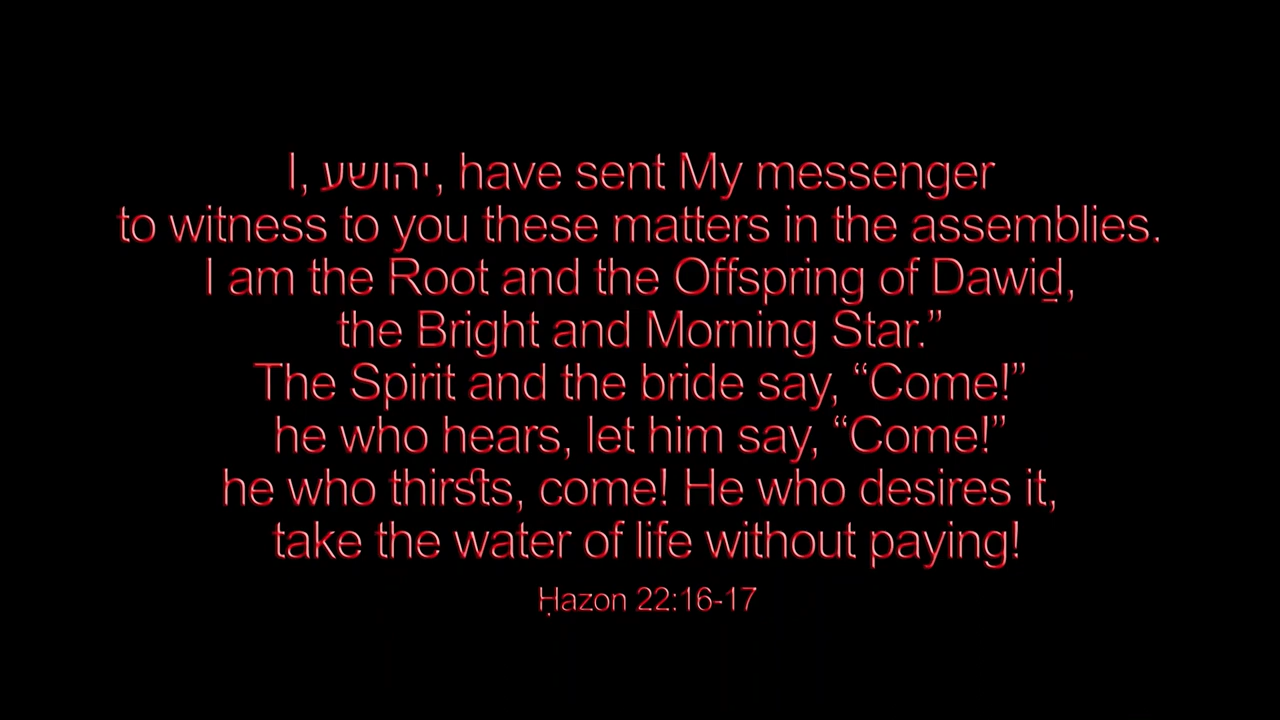 I, יהושע, have sent My messenger
to witness to you these matters in the assemblies.
I am the Root and the Offspring of Dawiḏ,
the Bright and Morning Star.”
The Spirit and the bride say, “Come!”
he who hears, let him say, “Come!”
he who thirsts, come! He who desires it,
take the water of life without paying!
Ḥazon 22:16-17